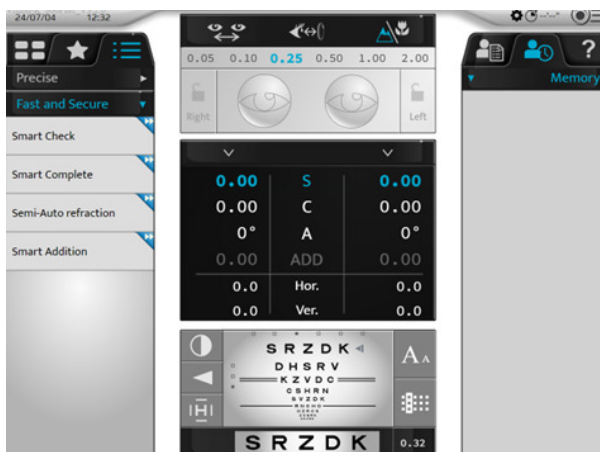 24/07/04 12:32
0.05 0.10 0.25 0.50 1.00 2.00
Right Left
Precise
Fast and Secure
Smart Check
Smart Complete
Semi-Auto refraction
Smart Addition
?
Memory
0.00 S 0.00
0.00 C 0.00
0° A 0°
0.00 ADD 0.00
0.0 Hor. 0.0
0.0 Ver. 0.0
S R Z D K
D H S R V
K Z V D C
H
A A
S R Z D K 0.32